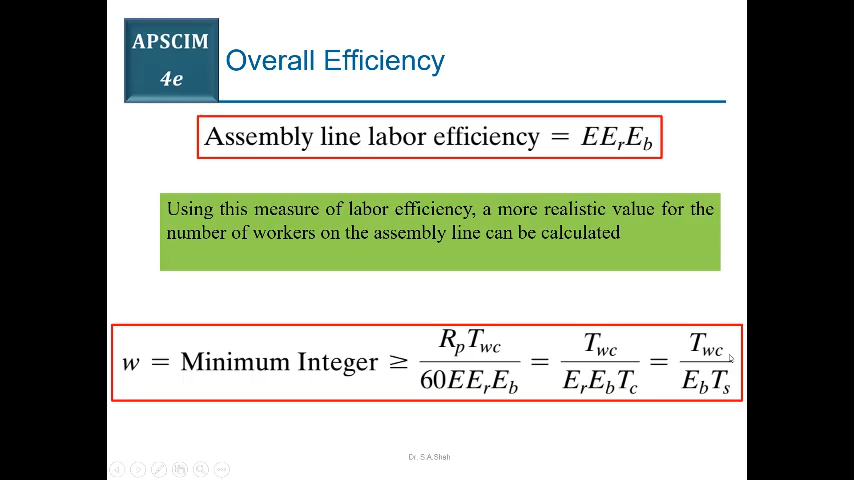 APSCIM
4e
Overall Efficiency
Assembly line labor efficiency = EE_rE_b
Using this measure of labor efficiency, a more realistic value for the
number of workers on the assembly line can be calculated
w = Minimum Integer ≥ R_pT_wc / 60EE_rE_b = T_wc / E_rE_bT_c = T_wc / E_bT_s
Dr. S.A.Shah